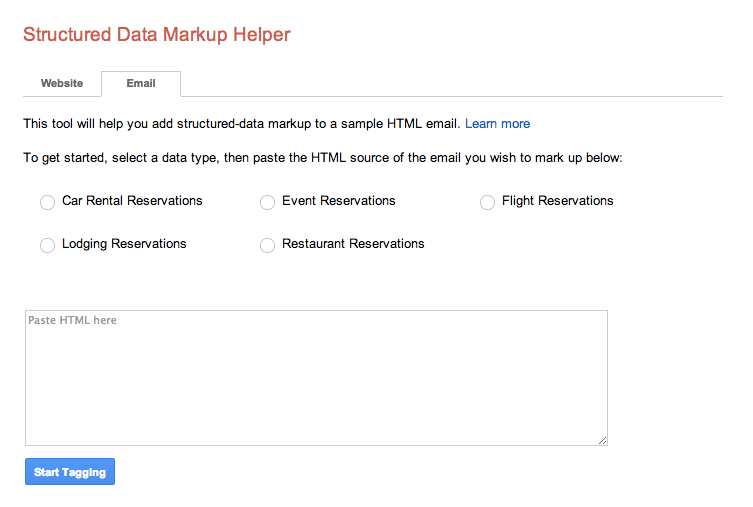 Structured Data Markup Helper
Website Email
This tool will help you add structured-data markup to a sample HTML email. Learn more
To get started, select a data type, then paste the HTML source of the email you wish to mark up below:
Car Rental Reservations Event Reservations Flight Reservations
Lodging Reservations Restaurant Reservations
Paste HTML here
Start Tagging